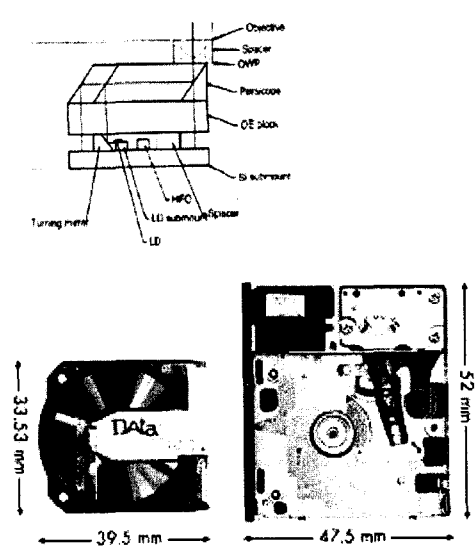 Objective
Spacer
QWP
Periscope
OE block
Si submount
HFC
LD submount
Spacer
Turning mirror
LD
DATA
33.53 mm
39.5 mm
52 mm
47.5 mm